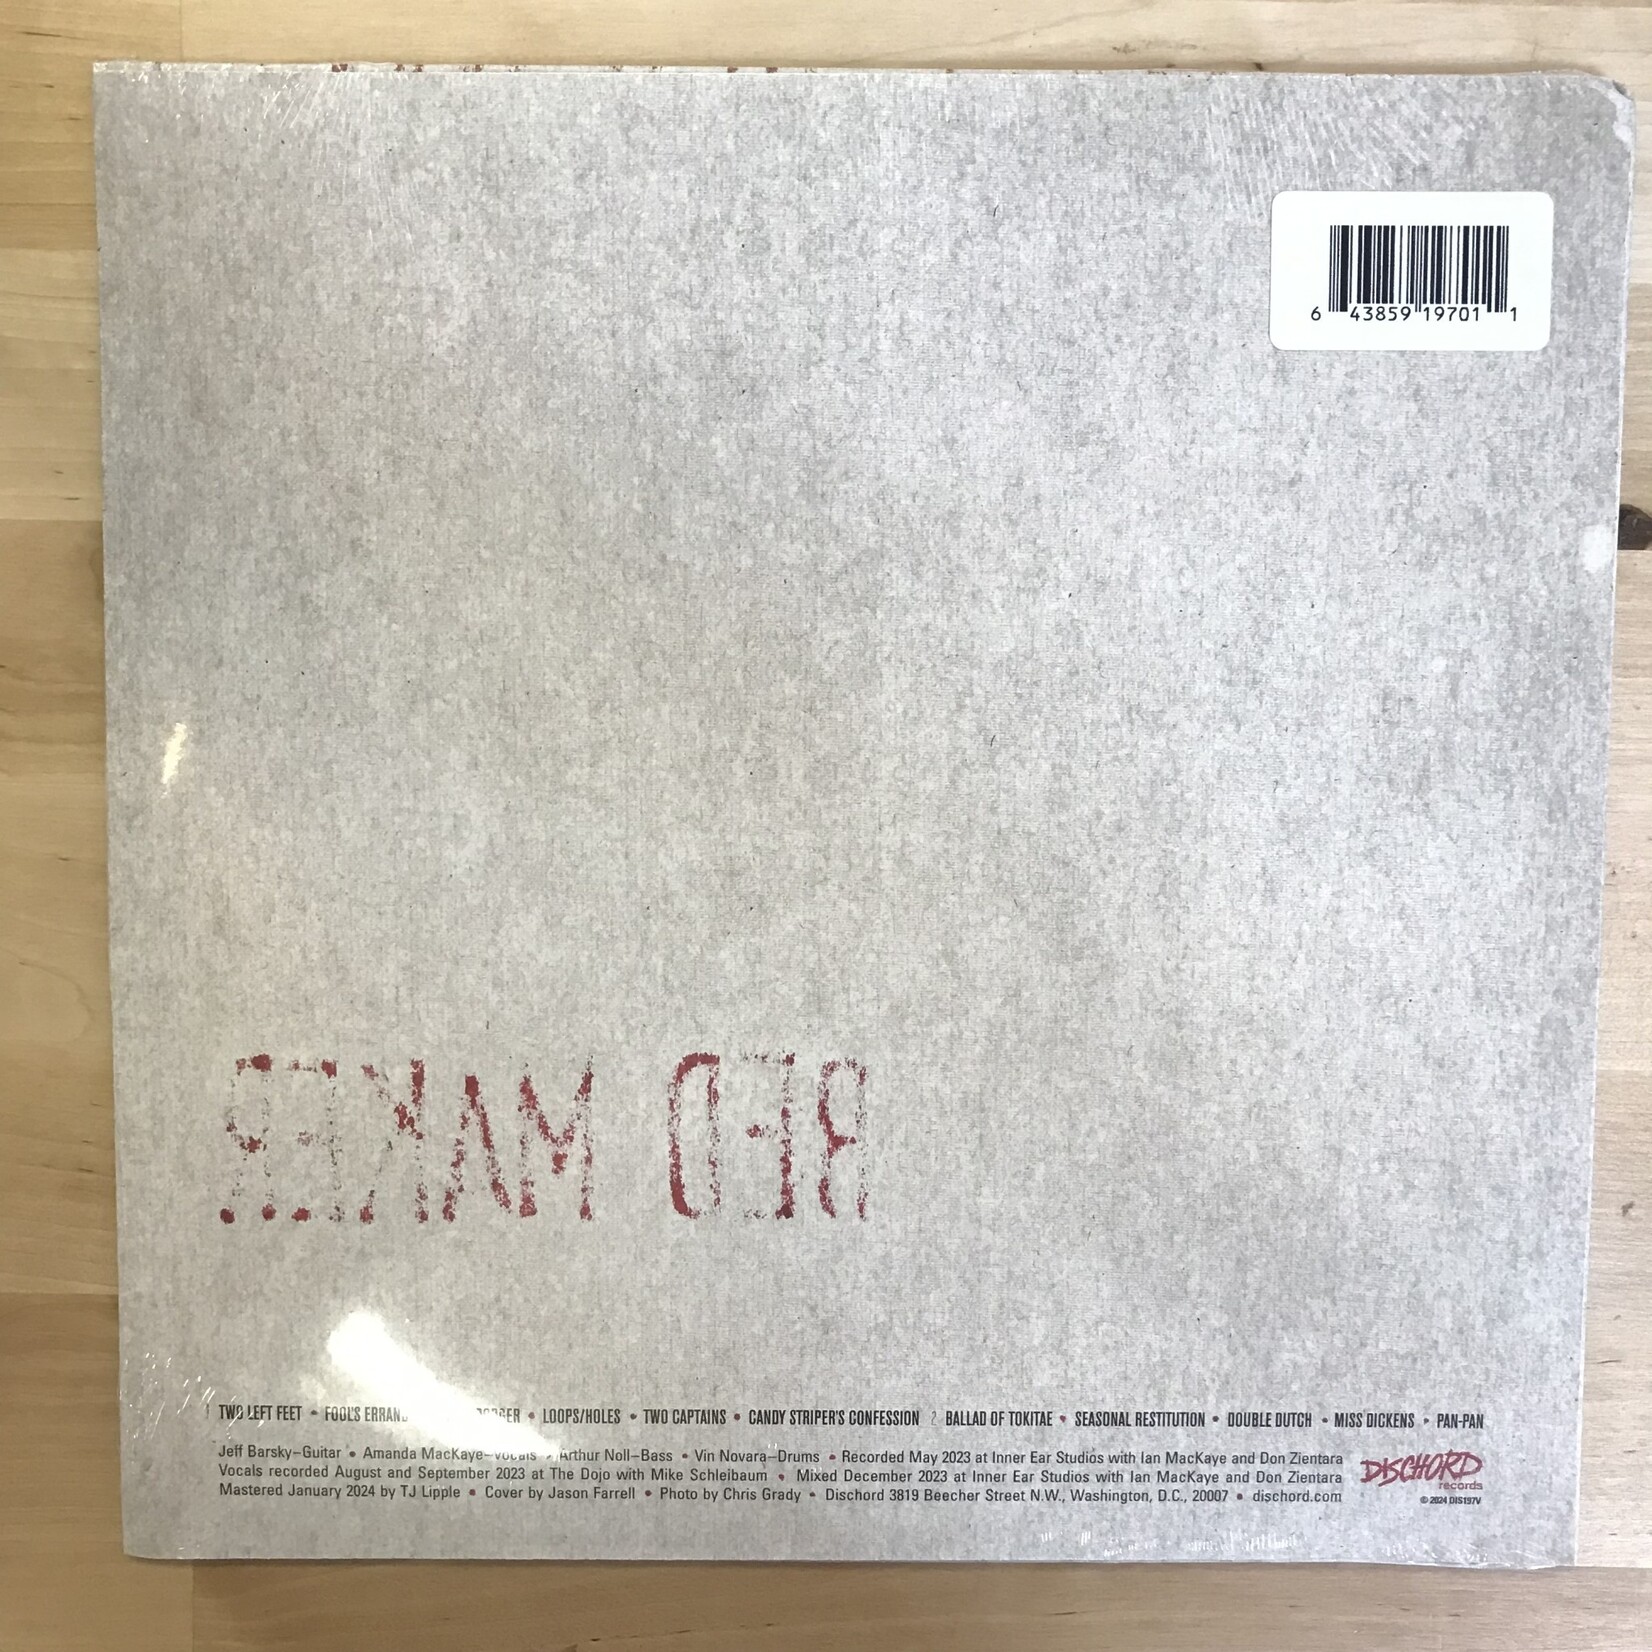 6 43859 19701 1
BED MAKER
1 TWO LEFT FEET • FOOL'S • LOOPS/HOLES • TWO CAPTAINS • CANDY STRIPER'S CONFESSION 2 BALLAD OF TOKITAE • SEASONAL RESTITUTION • DOUBLE DUTCH • MISS DICKENS • PAN-PAN
Jeff Barsky–Guitar • Amanda MacKaye–Vocals • Arthur Noll–Bass • Vin Novara–Drums • Recorded May 2023 at Inner Ear Studios with Ian MacKaye and Don Zientara
Vocals recorded August and September 2023 at The Dojo with Mike Schleibaum • Mixed December 2023 at Inner Ear Studios with Ian MacKaye and Don Zientara
Mastered January 2024 by TJ Lipple • Cover by Jason Farrell • Photo by Chris Grady • Dischord 3819 Beecher Street N.W., Washington, D.C., 20007 • dischord.com
DISCHORD
records
© 2024 DIS197V